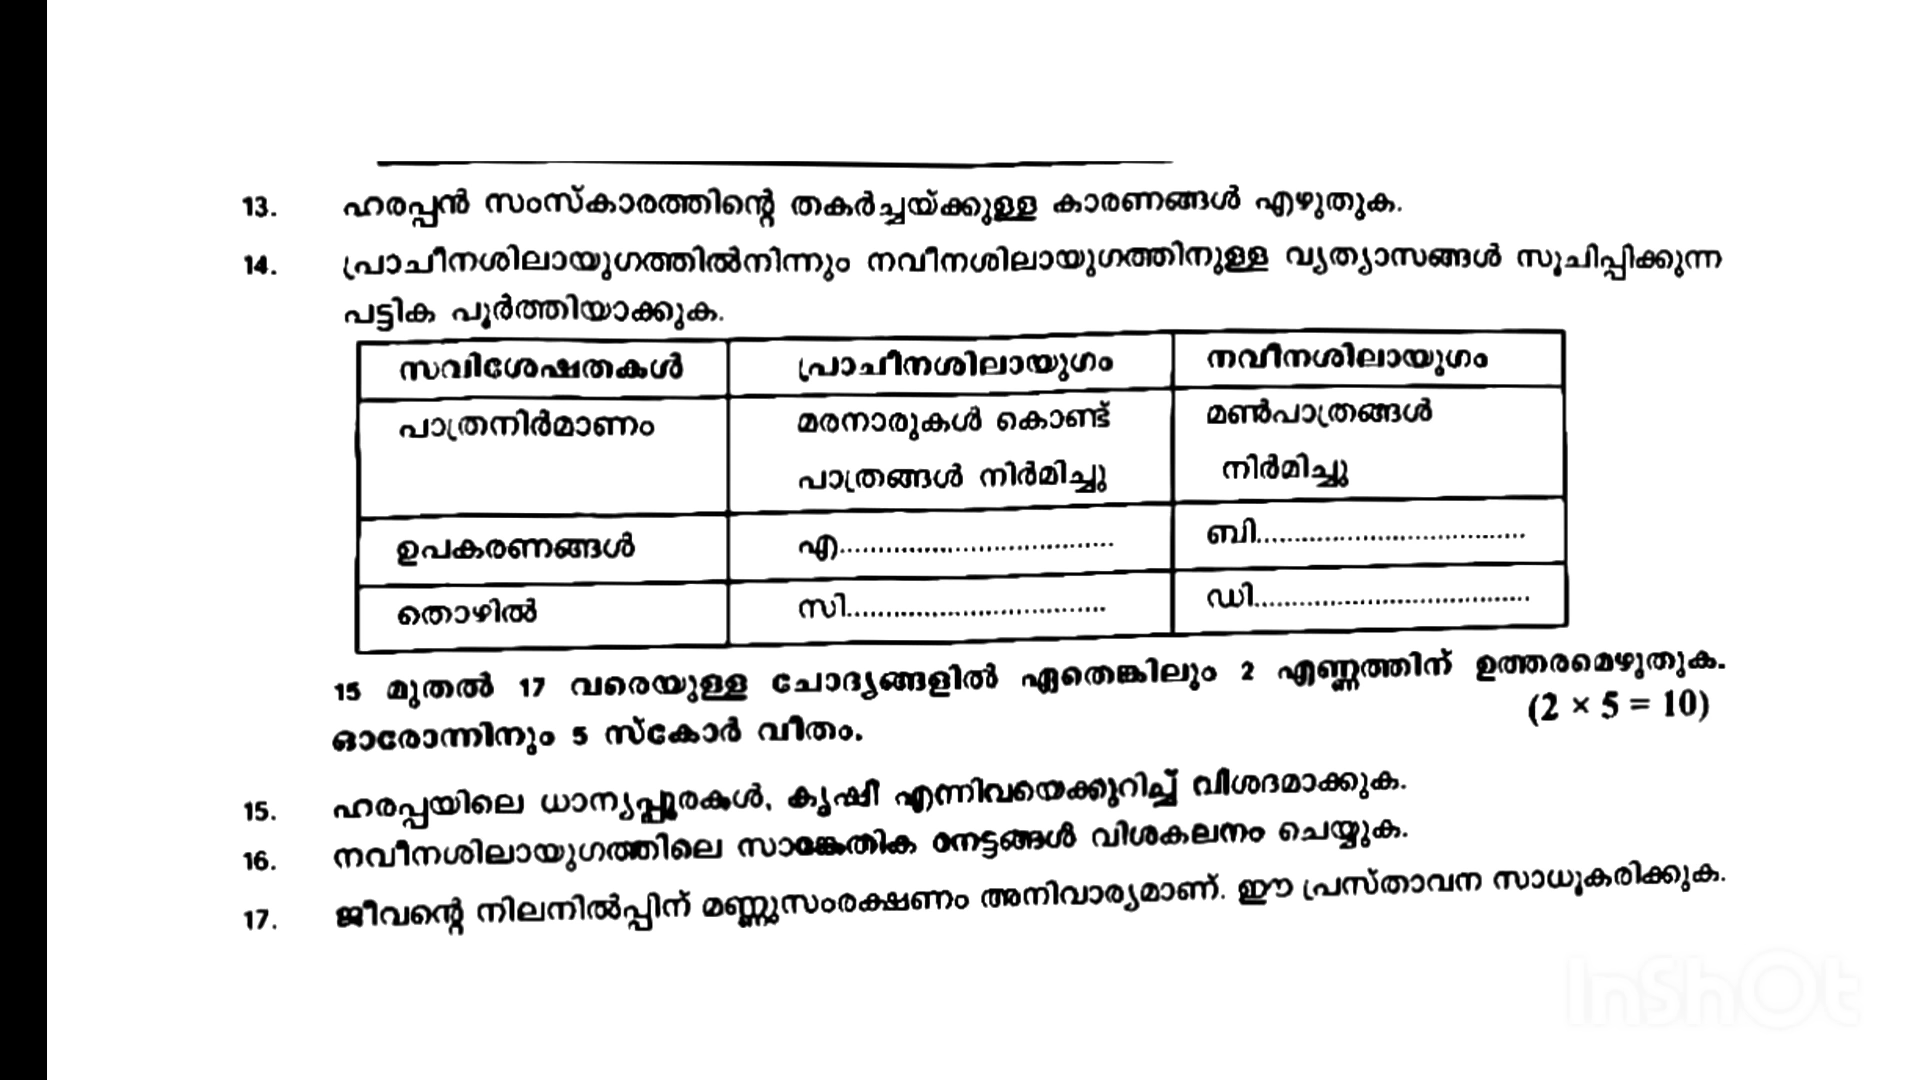 13. ഹരപ്പൻ സംസ്കാരത്തിന്റെ തകർച്ചയ്ക്കുള്ള കാരണങ്ങൾ എഴുതുക.
14. പ്രാചീനശിലായുഗത്തിൽനിന്നും നവീനശിലായുഗത്തിനുള്ള വ്യത്യാസങ്ങൾ സൂചിപ്പിക്കുന്ന
പട്ടിക പൂർത്തിയാക്കുക.
സവിശേഷതകൾ പ്രാചീനശിലായുഗം നവീനശിലായുഗം
പാത്രനിർമാണം മരനാരുകൾ കൊണ്ട് മൺപാത്രങ്ങൾ
പാത്രങ്ങൾ നിർമിച്ചു നിർമിച്ചു
ഉപകരണങ്ങൾ എ.................................... ബി....................................
തൊഴിൽ സി.................................. ഡി.....................................
15 മുതൽ 17 വരെയുള്ള ചോദ്യങ്ങളിൽ ഏതെങ്കിലും 2 എണ്ണത്തിന് ഉത്തരമെഴുതുക.
ഓരോന്നിനും 5 സ്കോർ വീതം. (2 × 5 = 10)
15. ഹരപ്പയിലെ ധാന്യപ്പുരകൾ, കൃഷി എന്നിവയെക്കുറിച്ച് വിശദമാക്കുക.
16. നവീനശിലായുഗത്തിലെ സാങ്കേതിക നേട്ടങ്ങൾ വിശകലനം ചെയ്യുക.
17. ജീവന്റെ നിലനിൽപ്പിന് മണ്ണുസംരക്ഷണം അനിവാര്യമാണ്. ഈ പ്രസ്താവന സാധൂകരിക്കുക.
InShOt